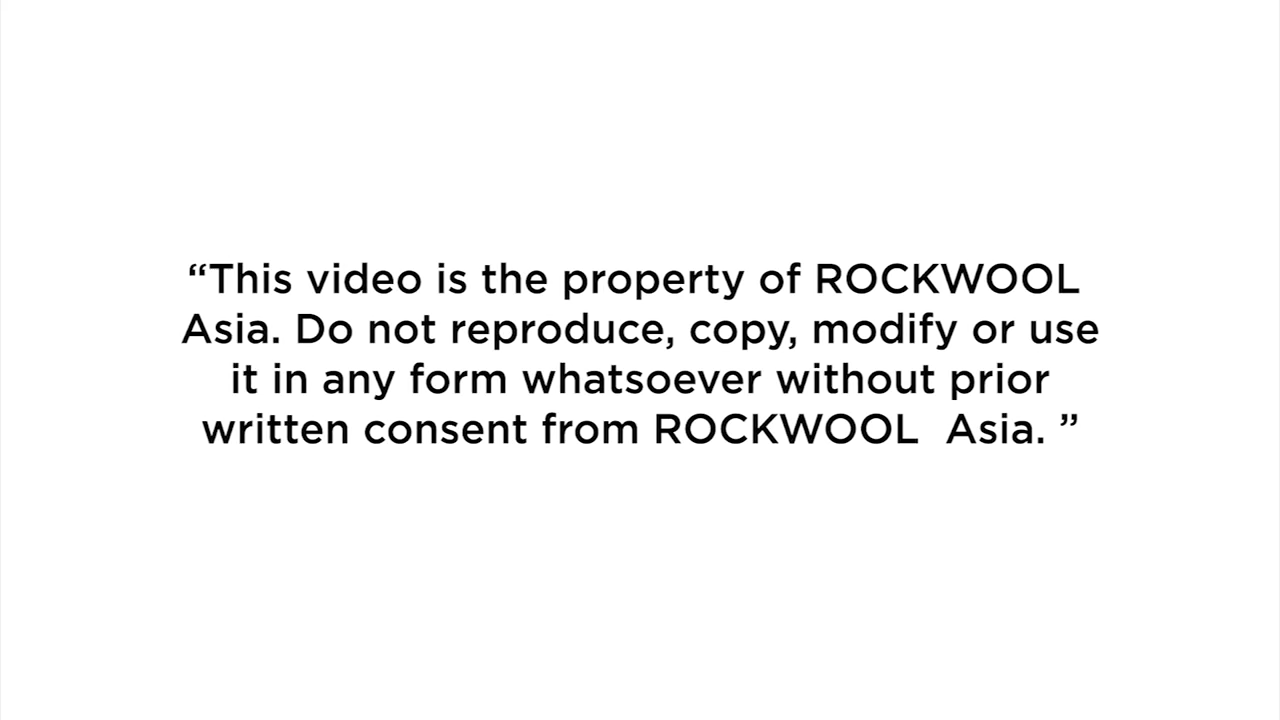 “This video is the property of ROCKWOOL
Asia. Do not reproduce, copy, modify or use
it in any form whatsoever without prior
written consent from ROCKWOOL  Asia. ”